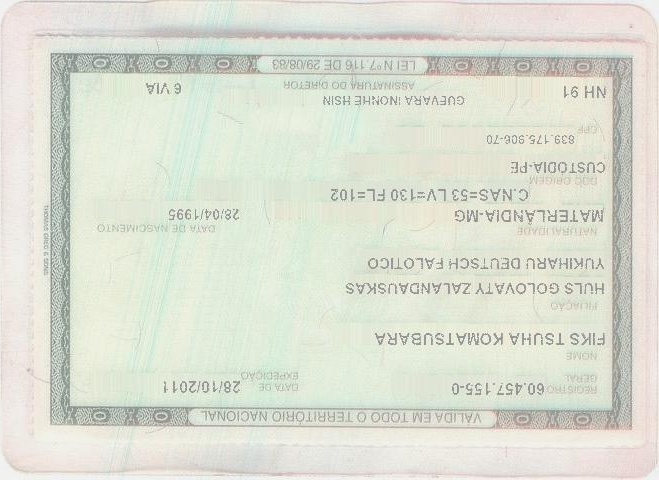 VALIDA EM TODO O TERRITÓRIO NACIONAL
REGISTRO GERAL 60.457.155-0 DATA DE EXPEDIÇÃO 28/10/2011
NOME
FIKS TSUHA KOMATSUBARA
FILIAÇÃO
HULS GOLOVATY ZALANDAUSKAS
YUKIHARU DEUTSCH FALOTICO
NATURALIDADE DATA DE NASCIMENTO
MATERLÂNDIA-MG 28/04/1995
C.NAS=53 LV=130 FL=102
DOC ORIGEM
CUSTÓDIA-PE
CPF
639.175.906-70
GUEVARA INONHE HSIN
NH 91 ASSINATURA DO DIRETOR 6 VIA
LEI Nº 7.116 DE 29/08/83
THOMAS GREG & SONS